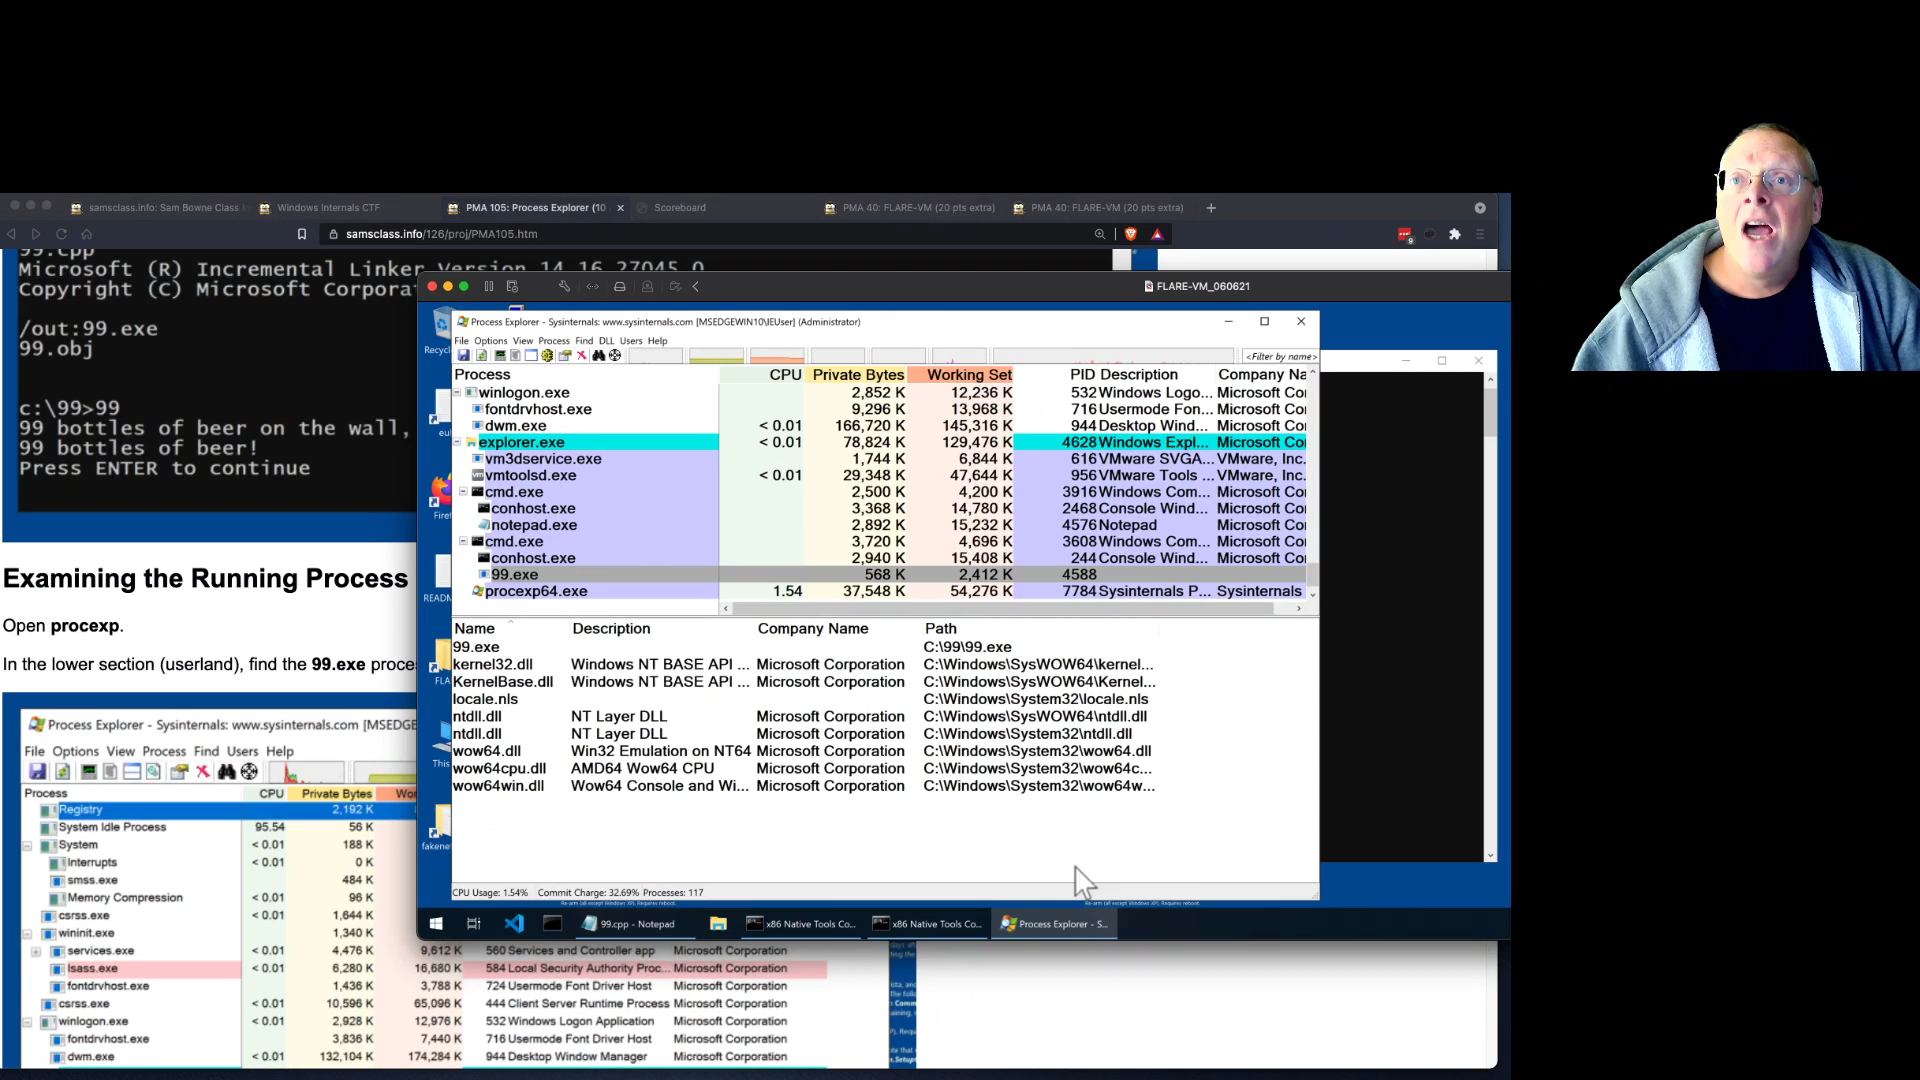 samsclass.info: Sam Bowne Class
Windows Internals CTF
PMA 105: Process Explorer (10
Scoreboard
PMA 40: FLARE-VM (20 pts extra)
PMA 40: FLARE-VM (20 pts extra)
samsclass.info/126/proj/PMA105.htm
99.cpp
Microsoft (R) Incremental Linker Version 14.16.27045.0
Copyright (C) Microsoft Corporat
/out:99.exe
99.obj
c:\99>99
99 bottles of beer on the wall,
99 bottles of beer!
Press ENTER to continue
Examining the Running Process
Open procexp.
In the lower section (userland), find the 99.exe proce
Process Explorer - Sysinternals: www.sysinternals.com [MSEDGE
File Options View Process Find Users Help
Process CPU Private Bytes Wor
Registry 2,192 K
System Idle Process 95.54 56 K
System < 0.01 188 K
Interrupts < 0.01 0 K
smss.exe 484 K
Memory Compression < 0.01 96 K
csrss.exe < 0.01 1,644 K
wininit.exe 1,340 K
services.exe < 0.01 4,476 K 9,612 K 560 Services and Controller app Microsoft Corporation
lsass.exe < 0.01 6,280 K 16,680 K 584 Local Security Authority Proc... Microsoft Corporation
fontdrvhost.exe 1,436 K 3,788 K 724 Usermode Font Driver Host Microsoft Corporation
csrss.exe < 0.01 10,596 K 65,096 K 444 Client Server Runtime Process Microsoft Corporation
winlogon.exe < 0.01 2,928 K 12,976 K 532 Windows Logon Application Microsoft Corporation
fontdrvhost.exe 3,836 K 7,440 K 716 Usermode Font Driver Host Microsoft Corporation
dwm.exe < 0.01 132,104 K 174,284 K 944 Desktop Window Manager Microsoft Corporation
FLARE-VM_060621
Recycl
eul
Firef
READM
FLA
This
fakene
Process Explorer - Sysinternals: www.sysinternals.com [MSEDGEWIN10\IEUser] (Administrator)
File Options View Process Find DLL Users Help
<Filter by name>
Process CPU Private Bytes Working Set PID Description Company Na
winlogon.exe 2,852 K 12,236 K 532 Windows Logo... Microsoft Co
fontdrvhost.exe 9,296 K 13,968 K 716 Usermode Fon... Microsoft Co
dwm.exe < 0.01 166,720 K 145,316 K 944 Desktop Wind... Microsoft Co
explorer.exe < 0.01 78,824 K 129,476 K 4628 Windows Expl... Microsoft Co
vm3dservice.exe 1,744 K 6,844 K 616 VMware SVGA... VMware, Inc.
vmtoolsd.exe < 0.01 29,348 K 47,644 K 956 VMware Tools ... VMware, Inc.
cmd.exe 2,500 K 4,200 K 3916 Windows Com... Microsoft Co
conhost.exe 3,368 K 14,780 K 2468 Console Wind... Microsoft Co
notepad.exe 2,892 K 15,232 K 4576 Notepad Microsoft Co
cmd.exe 3,720 K 4,696 K 3608 Windows Com... Microsoft Co
conhost.exe 2,940 K 15,408 K 244 Console Wind... Microsoft Co
99.exe 568 K 2,412 K 4588
procexp64.exe 1.54 37,548 K 54,276 K 7784 Sysinternals P... Sysinternals
Name Description Company Name Path
99.exe C:\99\99.exe
kernel32.dll Windows NT BASE API ... Microsoft Corporation C:\Windows\SysWOW64\kernel...
KernelBase.dll Windows NT BASE API ... Microsoft Corporation C:\Windows\SysWOW64\Kernel...
locale.nls C:\Windows\System32\locale.nls
ntdll.dll NT Layer DLL Microsoft Corporation C:\Windows\SysWOW64\ntdll.dll
ntdll.dll NT Layer DLL Microsoft Corporation C:\Windows\System32\ntdll.dll
wow64.dll Win32 Emulation on NT64 Microsoft Corporation C:\Windows\System32\wow64.dll
wow64cpu.dll AMD64 Wow64 CPU Microsoft Corporation C:\Windows\System32\wow64c...
wow64win.dll Wow64 Console and Wi... Microsoft Corporation C:\Windows\System32\wow64w...
CPU Usage: 1.54% Commit Charge: 32.69% Processes: 117
99.cpp - Notepad
x86 Native Tools Co...
x86 Native Tools Co...
Process Explorer - S...